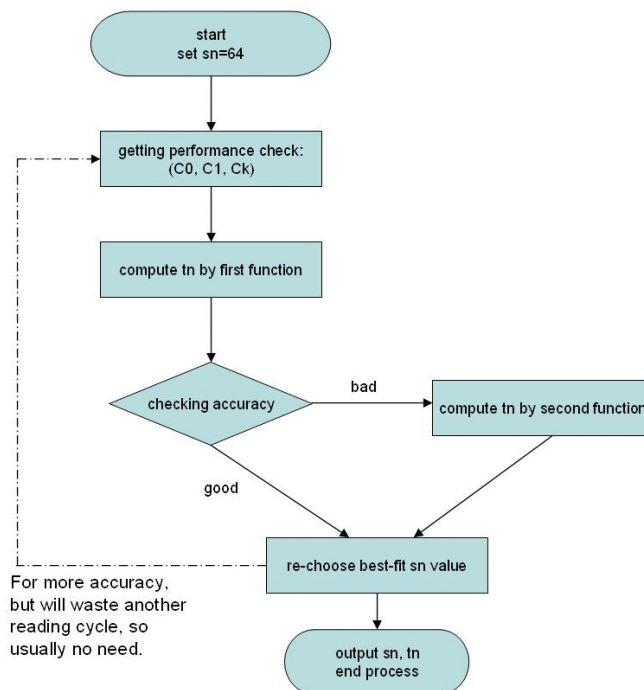 start
set sn=64
getting performance check:
(C0, C1, Ck)
compute tn by first function
checking accuracy
bad
compute tn by second function
good
re-choose best-fit sn value
For more accuracy,
but will waste another
reading cycle, so
usually no need.
output sn, tn
end process